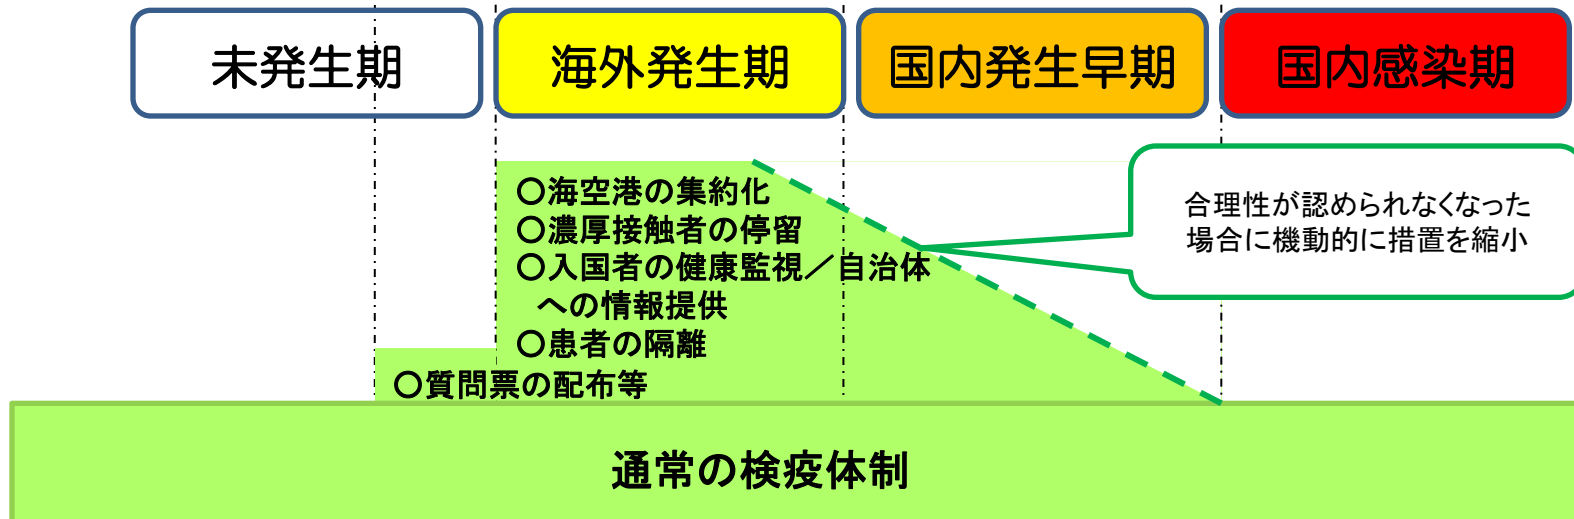 未発生期
海外発生期
国内発生早期
国内感染期
○海空港の集約化
○濃厚接触者の停留
○入国者の健康監視／自治体
への情報提供
○患者の隔離
○質問票の配布等
合理性が認められなくなった
場合に機動的に措置を縮小
通常の検疫体制